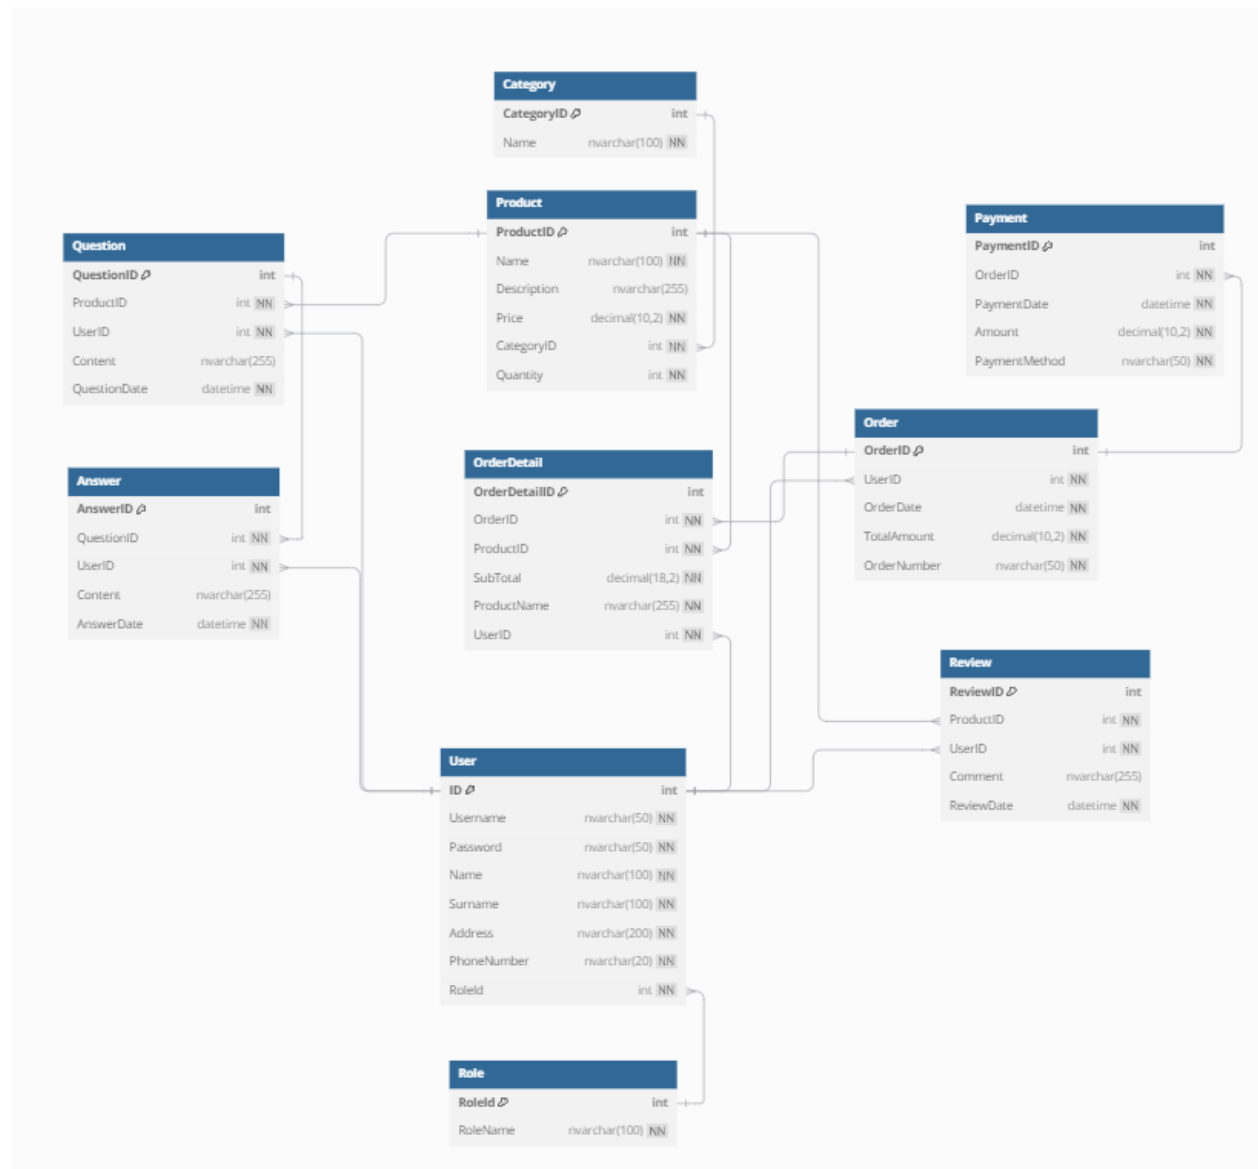 Category
CategoryID int
Name nvarchar(100) NN
Product
ProductID int
Name nvarchar(100) NN
Description nvarchar(255)
Price decimal(10,2) NN
CategoryID int NN
Quantity int NN
Payment
PaymentID int
OrderID int NN
PaymentDate datetime NN
Amount decimal(10,2) NN
PaymentMethod nvarchar(50) NN
Question
QuestionID int
ProductID int NN
UserID int NN
Content nvarchar(255)
QuestionDate datetime NN
Order
OrderID int
UserID int NN
OrderDate datetime NN
TotalAmount decimal(10,2) NN
OrderNumber nvarchar(50) NN
OrderDetail
OrderDetailID int
OrderID int NN
ProductID int NN
SubTotal decimal(18,2) NN
ProductName nvarchar(255) NN
UserID int NN
Answer
AnswerID int
QuestionID int NN
UserID int NN
Content nvarchar(255)
AnswerDate datetime NN
Review
ReviewID int
ProductID int NN
UserID int NN
Comment nvarchar(255)
ReviewDate datetime NN
User
ID int
Username nvarchar(50) NN
Password nvarchar(50) NN
Name nvarchar(100) NN
Surname nvarchar(100) NN
Address nvarchar(200) NN
PhoneNumber nvarchar(20) NN
RoleId int NN
Role
RoleId int
RoleName nvarchar(100) NN